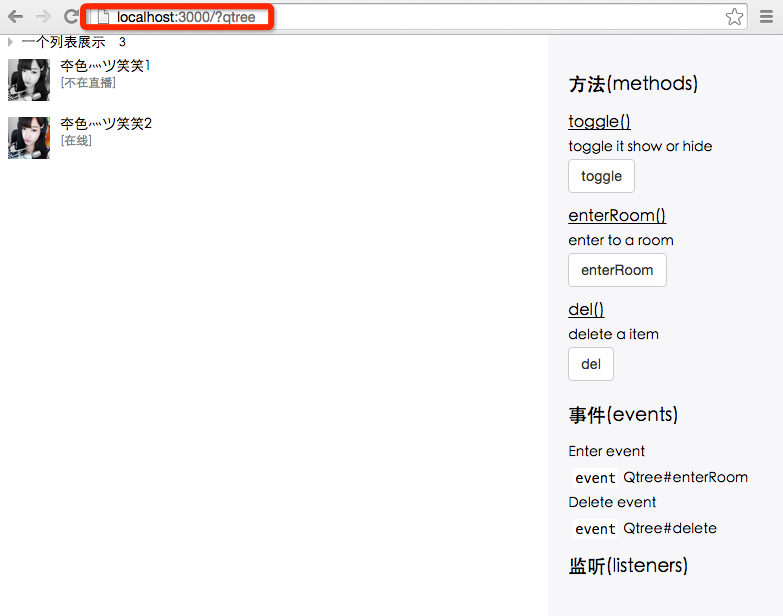 localhost:3000/?qtree
一个列表展示 3
夲色灬ツ笑笑1
[不在直播]
夲色灬ツ笑笑2
[在线]
方法(methods)
toggle()
toggle it show or hide
toggle
enterRoom()
enter to a room
enterRoom
del()
delete a item
del
事件(events)
Enter event
event Qtree#enterRoom
Delete event
event Qtree#delete
监听(listeners)